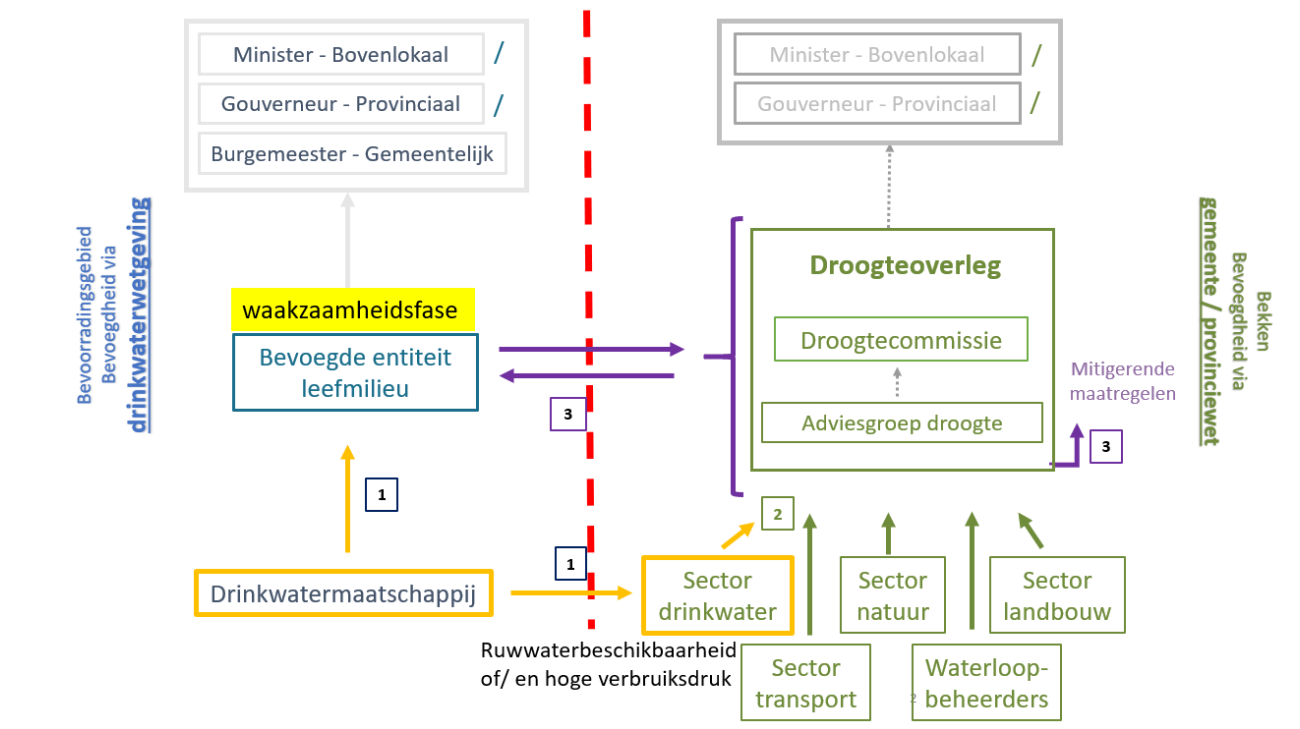 Minister - Bovenlokaal /
Gouverneur - Provinciaal /
Burgemeester - Gemeentelijk
Minister - Bovenlokaal /
Gouverneur - Provinciaal /
Bevoorradingsgebied
Bevoegdheid via
drinkwaterwetgeving
waakzaamheidsfase
Bevoegde entiteit
leefmilieu
3
1
Drinkwatermaatschappij
1
Ruwwaterbeschikbaarheid
of/ en hoge verbruiksdruk
Droogteoverleg
Droogtecommissie
Adviesgroep droogte
Mitigerende
maatregelen
3
Bekken
Bevoegdheid via
gemeente / provinciewet
2
Sector
drinkwater
Sector
natuur
Sector
landbouw
Sector
transport
Waterloop-
beheerders
2